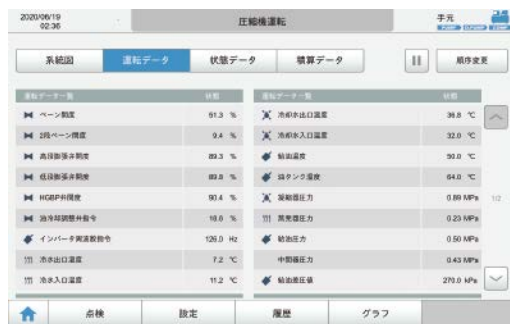 2020/06/19
02:36
圧縮機運転
手元
系統図
運転データ
状態データ
積算データ
順序変更
運転データ一覧 状態
ベーン開度 51.3 %
2段ベーン開度 9.4 %
高段膨張弁開度 89.3 %
低段膨張弁開度 89.8 %
HGBP弁開度 90.4 %
油冷却調整弁指令 16.6 %
インバータ周波数指令 126.0 Hz
冷水出口温度 7.2 ℃
冷水入口温度 11.2 ℃
運転データ一覧 状態
冷却水出口温度 36.8 ℃
冷却水入口温度 32.0 ℃
給油温度 50.0 ℃
油タンク温度 64.0 ℃
凝縮器圧力 0.89 MPa
蒸発器圧力 0.23 MPa
給油圧力 0.50 MPa
中間器圧力 0.43 MPa
給油差圧値 270.0 kPa
1/2
点検
設定
履歴
グラフ